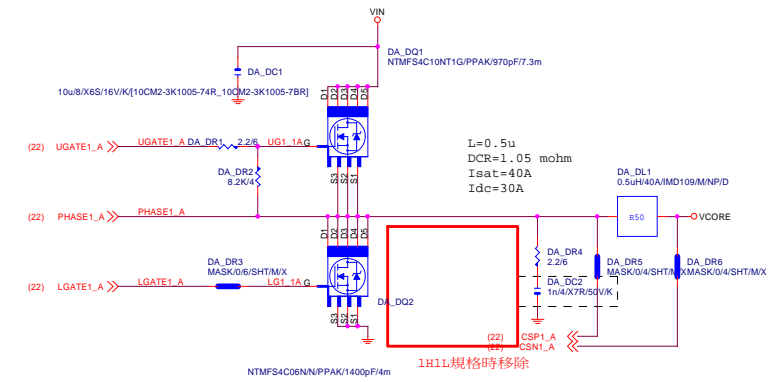 VIN
DA_DQ1
NTMFS4C10NT1G/PPAK/970pF/7.3m
DA_DC1
10u/8/X6S/16V/K/[10CM2-3K1005-74R_10CM2-3K1005-7BR]
D1 D2 D3 D4 D5
(22) UGATE1_A UGATE1_A DA_DR1 2.2/6 UG1_1A G
S3 S2 S1
DA_DR2
8.2K/4
L=0.5u
DCR=1.05 mohm
Isat=40A
Idc=30A
DA_DL1
0.5uH/40A/IMD109/M/NP/D
(22) PHASE1_A PHASE1_A R50 VCORE
D1 D2 D3 D4 D5
DA_DR3
MASK/0/6/SHT/M/X
(22) LGATE1_A LGATE1_A LG1_1A G
S3 S2 S1
DA_DQ2
NTMFS4C06N/N/PPAK/1400pF/4m
DA_DR4
2.2/6
DA_DC2
1n/4/X7R/50V/K
DA_DR5
MASK/0/4/SHT/M/X
DA_DR6
MASK/0/4/SHT/M/X
(22) CSP1_A
(22) CSN1_A
1H1L規格時移除